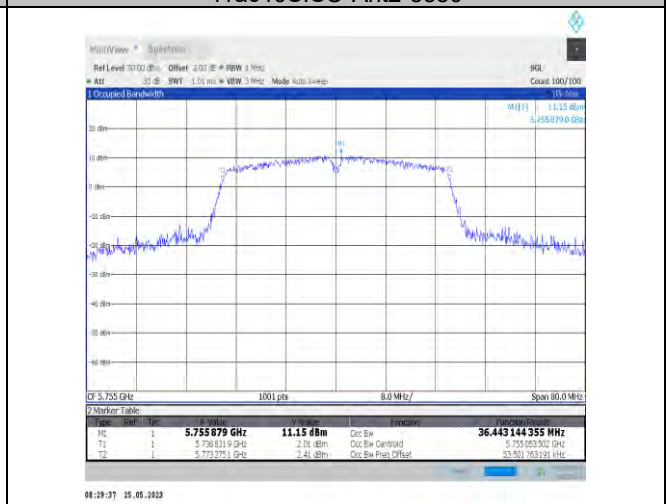 MultiView Spectrum
Ref Level 30.00 dBm Offset 2.00 dB RBW 1 MHz SGL
Att 30 dB SWT 1.01 ms VBW 3 MHz Mode Auto Sweep Count 100/100
1 Occupied Bandwidth
M1[1] 11.15 dBm
5.7558790 GHz
20 dBm
M1
10 dBm
0 dBm
-10 dBm
-20 dBm
-30 dBm
-40 dBm
-50 dBm
-60 dBm
CF 5.755 GHz 1001 pts 8.0 MHz/ Span 80.0 MHz
2 Marker Table
Type Ref Trc X-Value Y-Value Function Function Result
M1 1 5.755879 GHz 11.15 dBm Occ Bw 36.443144355 MHz
T1 1 5.7368319 GHz 2.01 dBm Occ Bw Centroid 5.755053502 GHz
T2 1 5.7732751 GHz 2.41 dBm Occ Bw Freq Offset 53.501763191 kHz
08:29:37 25.05.2023